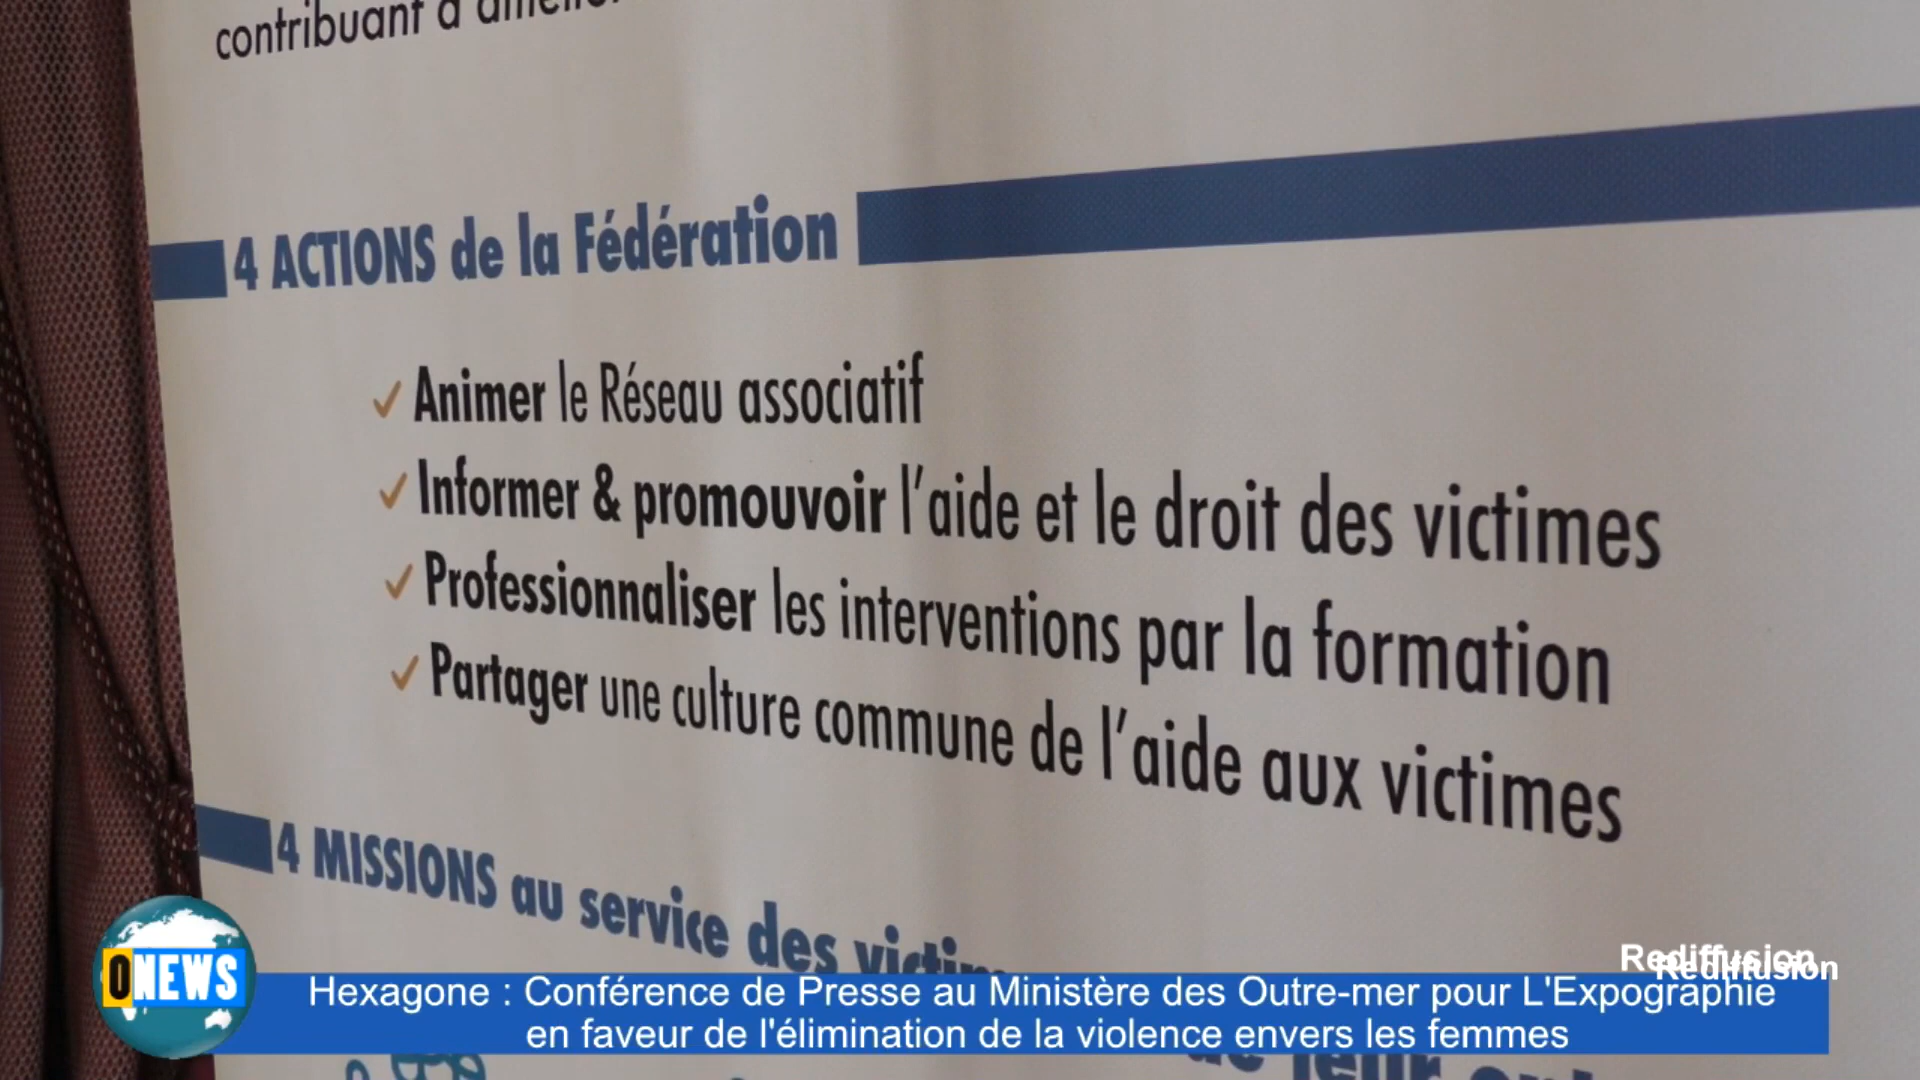 contribuant à
4 ACTIONS de la Fédération
✓ Animer le Réseau associatif
✓ Informer & promouvoir l'aide et le droit des victimes
✓ Professionnaliser les interventions par la formation
✓ Partager une culture commune de l'aide aux victimes
4 MISSIONS au service des
Rediffusion
Rediffusion
ONEWS
Hexagone : Conférence de Presse au Ministère des Outre-mer pour L'Expographie
en faveur de l'élimination de la violence envers les femmes